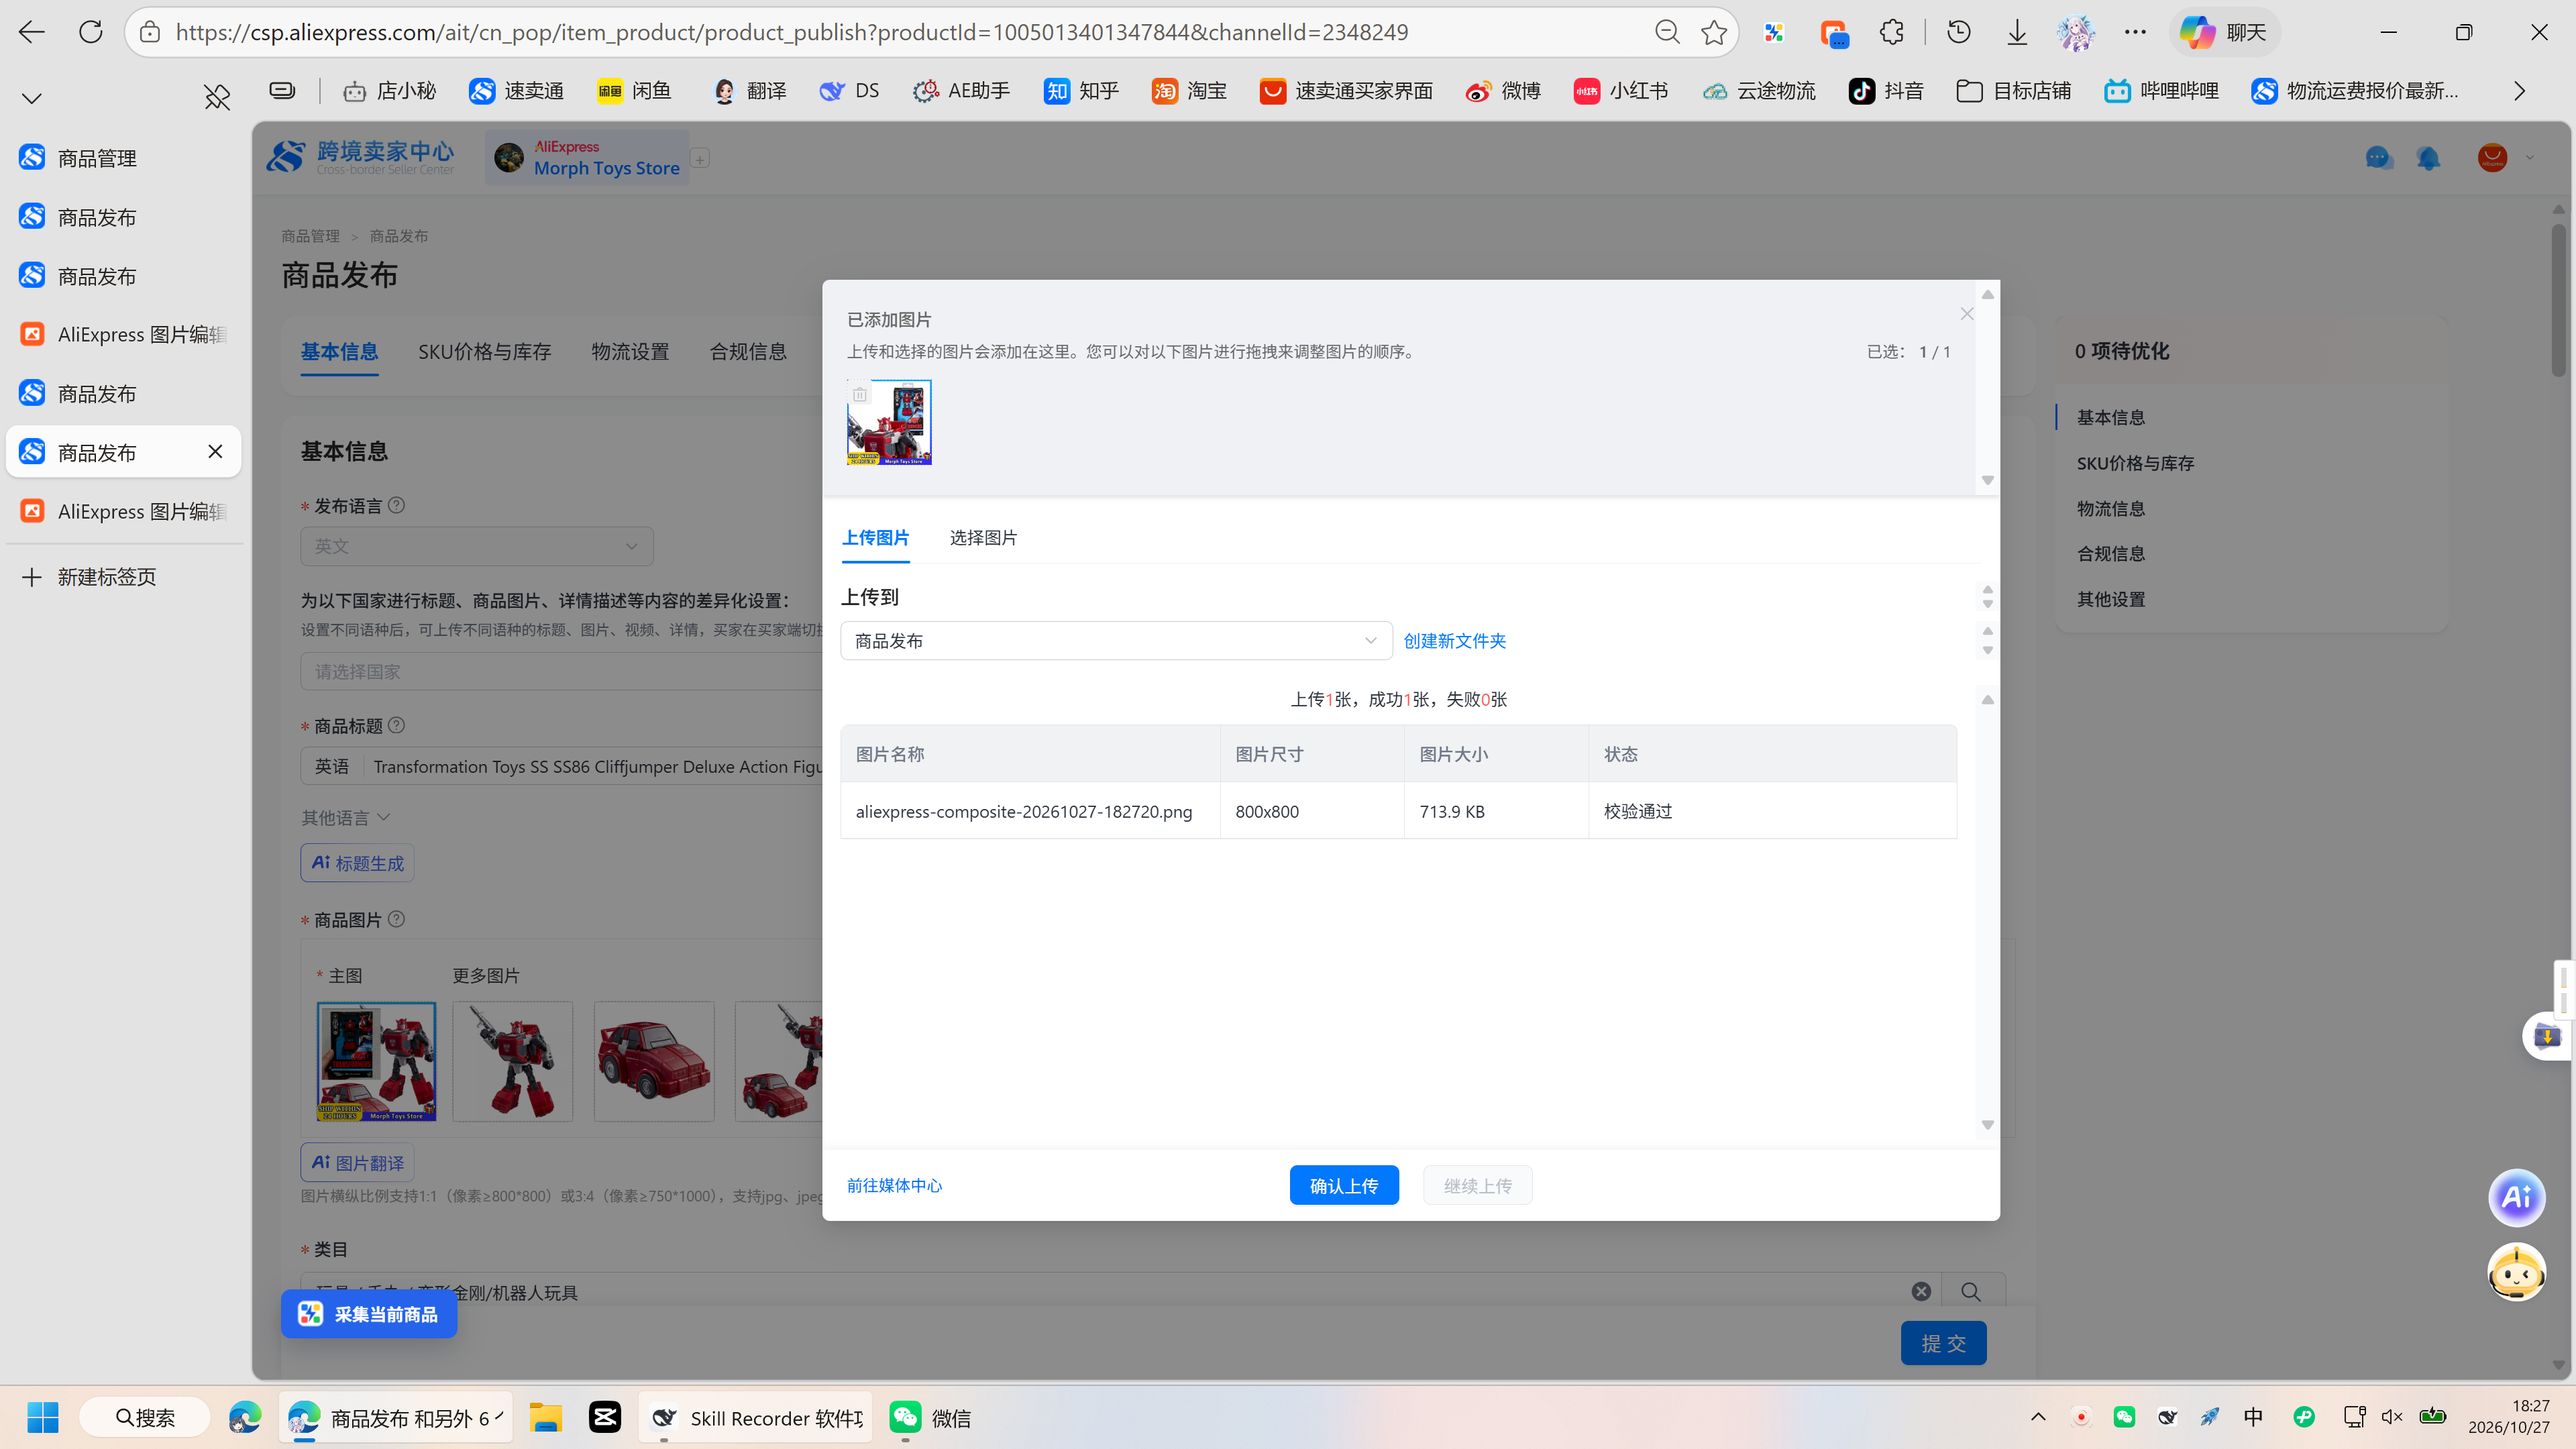 https://csp.aliexpress.com/ait/cn_pop/item_product/product_publish?productId=1005013401347844&channelId=2348249
聊天
店小秘
速卖通
闲鱼
翻译
DS
AE助手
知乎
淘宝
速卖通买家界面
微博
小红书
云途物流
抖音
目标店铺
哔哩哔哩
物流运费报价最新...
商品管理
商品发布
商品发布
AliExpress 图片编辑
商品发布
商品发布
AliExpress 图片编辑
新建标签页
跨境卖家中心
Cross-border Seller Center
AliExpress
Morph Toys Store
商品管理 > 商品发布
商品发布
基本信息
SKU价格与库存
物流设置
合规信息
基本信息
* 发布语言
英文
为以下国家进行标题、商品图片、详情描述等内容的差异化设置：
设置不同语种后，可上传不同语种的标题、图片、视频、详情，买家在买家端切换
请选择国家
* 商品标题
英语 Transformation Toys SS SS86 Cliffjumper Deluxe Action Figu
其他语言
Ai 标题生成
* 商品图片
* 主图
更多图片
SHIP WITHIN
24 HOURS
Morph Toys Store
Ai 图片翻译
图片横纵比例支持1:1（像素≥800*800）或3:4（像素≥750*1000），支持jpg、jpeg
* 类目
变形金刚/机器人玩具
采集当前商品
提 交
0 项待优化
基本信息
SKU价格与库存
物流信息
合规信息
其他设置
Ai
已添加图片
上传和选择的图片会添加在这里。您可以对以下图片进行拖拽来调整图片的顺序。
已选： 1 / 1
SHIP WITHIN
24 HOURS
Morph Toys Store
上传图片
选择图片
上传到
商品发布
创建新文件夹
上传1张，成功1张，失败0张
图片名称
图片尺寸
图片大小
状态
aliexpress-composite-20261027-182720.png
800x800
713.9 KB
校验通过
前往媒体中心
确认上传
继续上传
搜索
商品发布 和另外 6 个
Skill Recorder 软件项
微信
中
18:27
2026/10/27